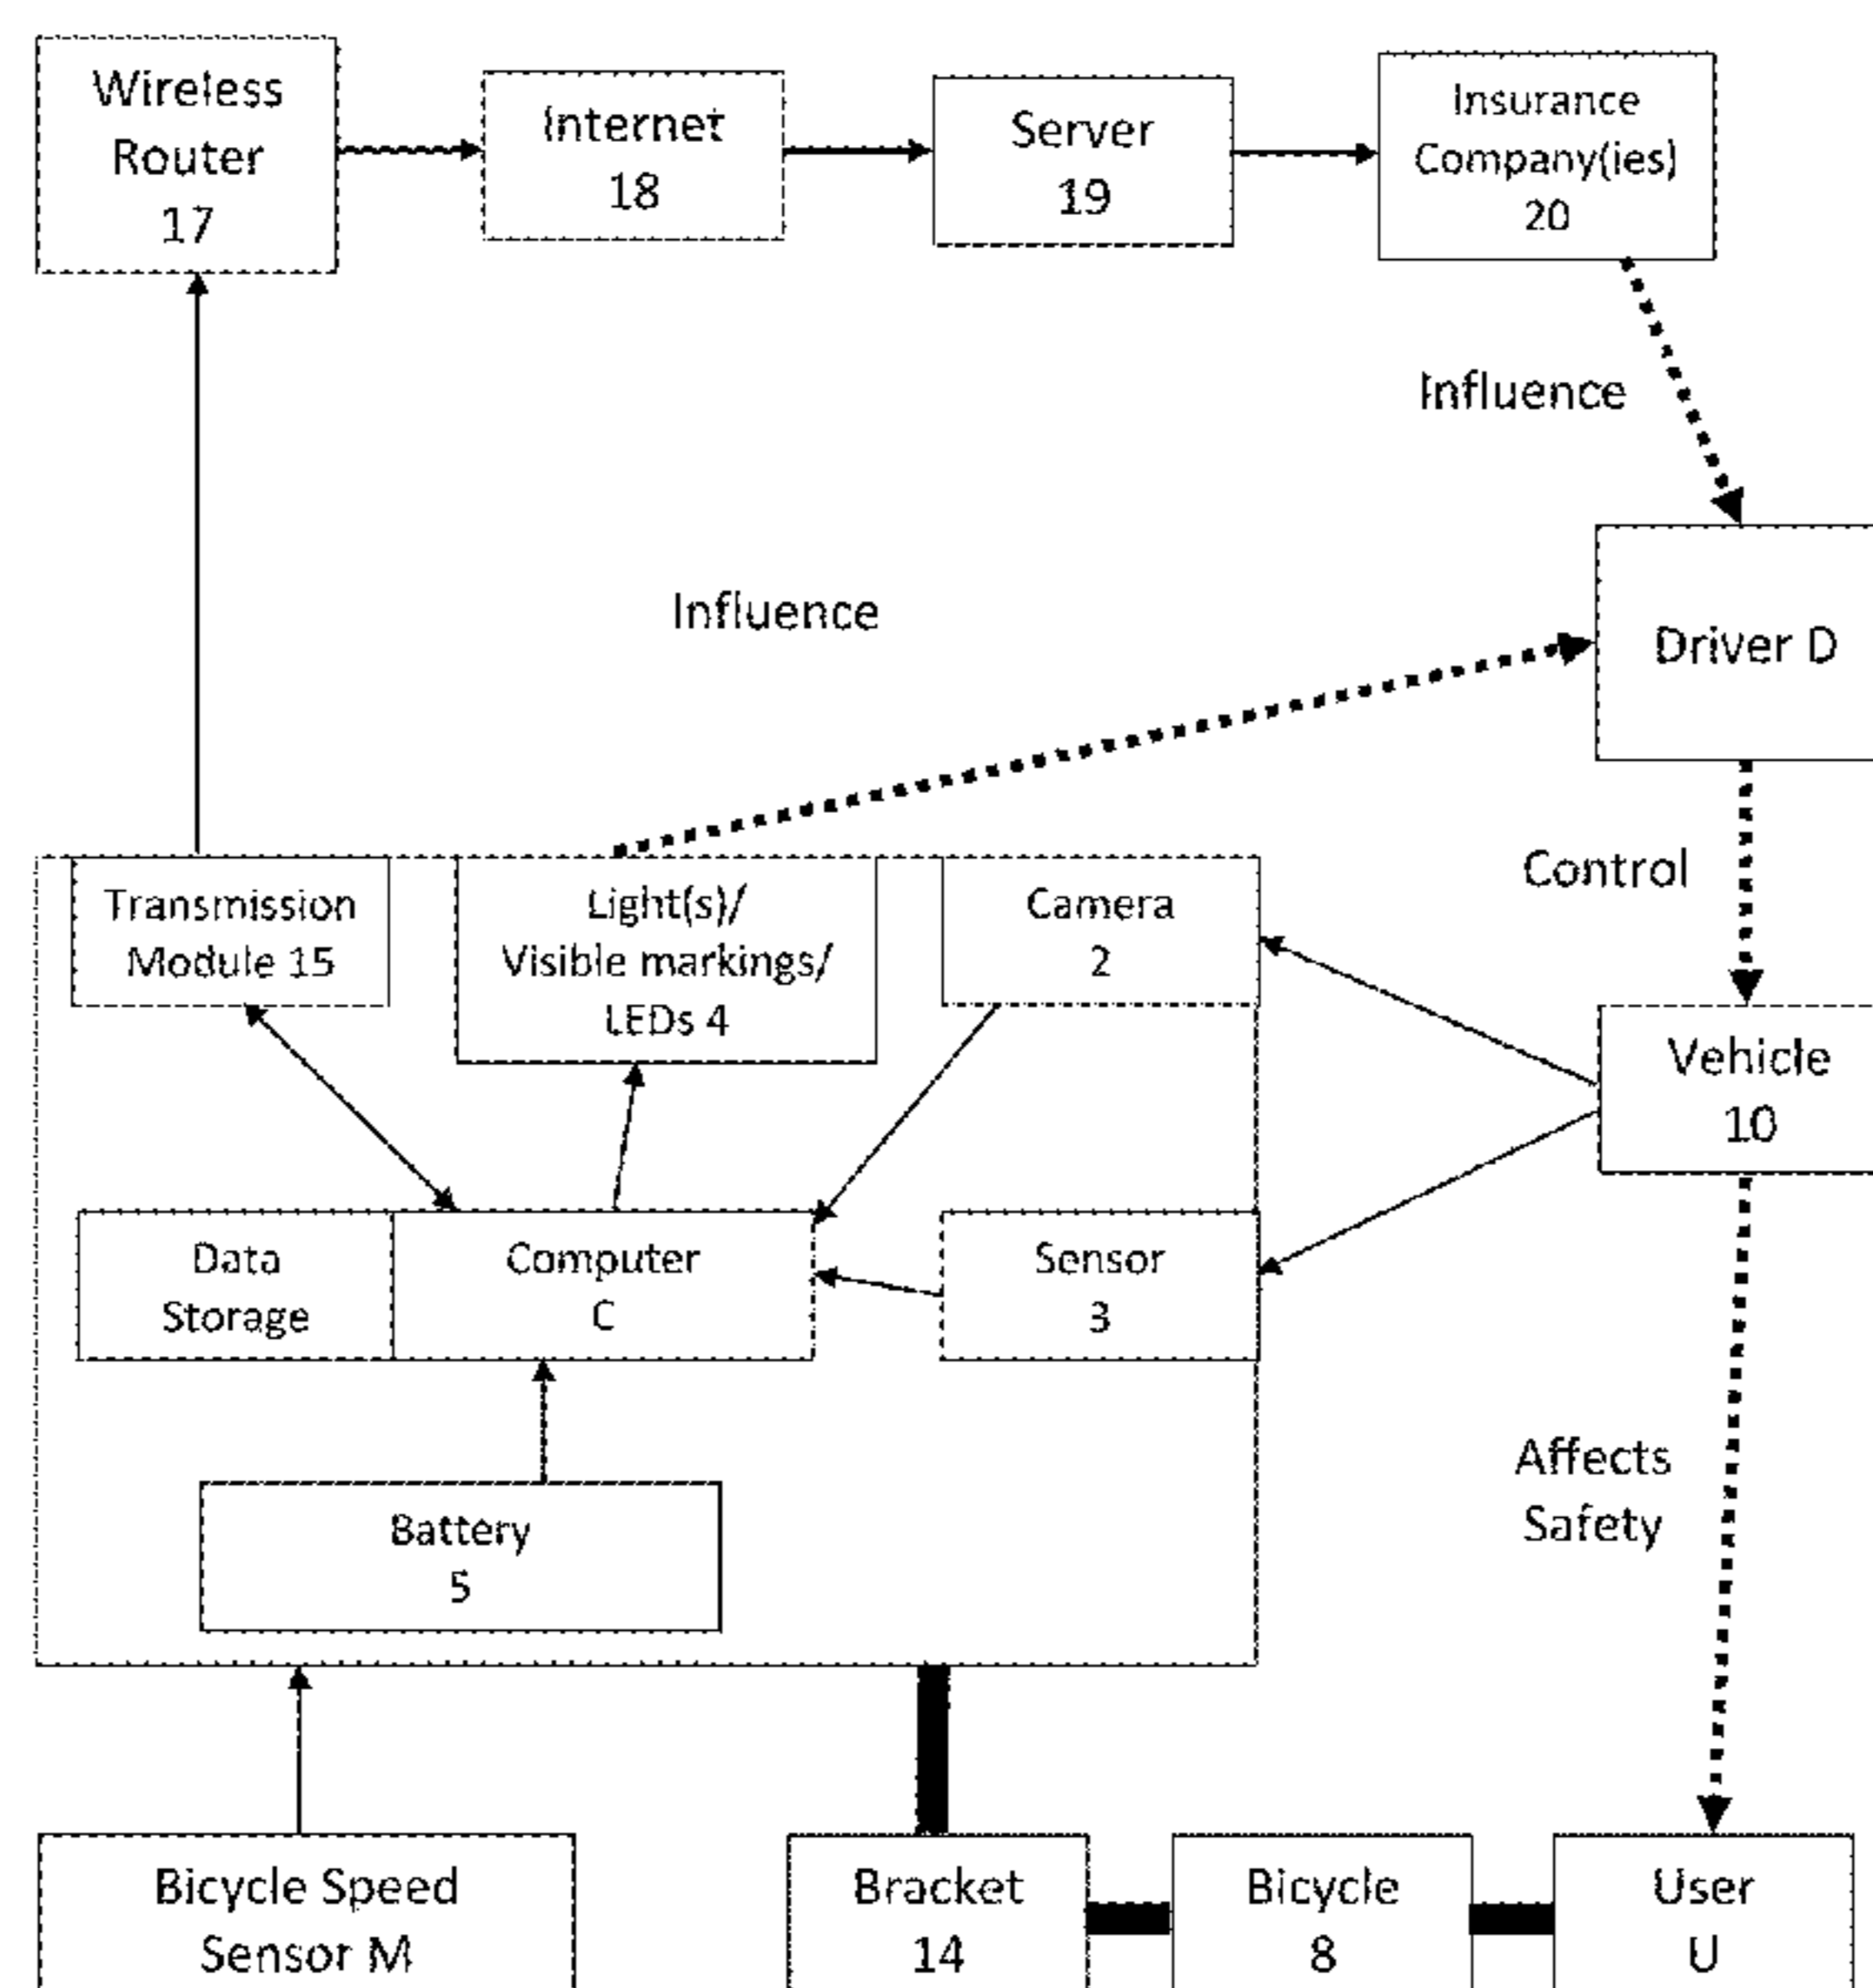 Wireless
Router
17
Internet
18
Server
19
Insurance
Company(ies)
20
Influence
Influence
Driver D
Control
Transmission
Module 15
Light(s)/
Visible markings/
LEDs 4
Camera
2
Vehicle
10
Data
Storage
Computer
C
Sensor
3
Affects
Safety
Battery
5
Bicycle Speed
Sensor M
Bracket
14
Bicycle
8
User
U